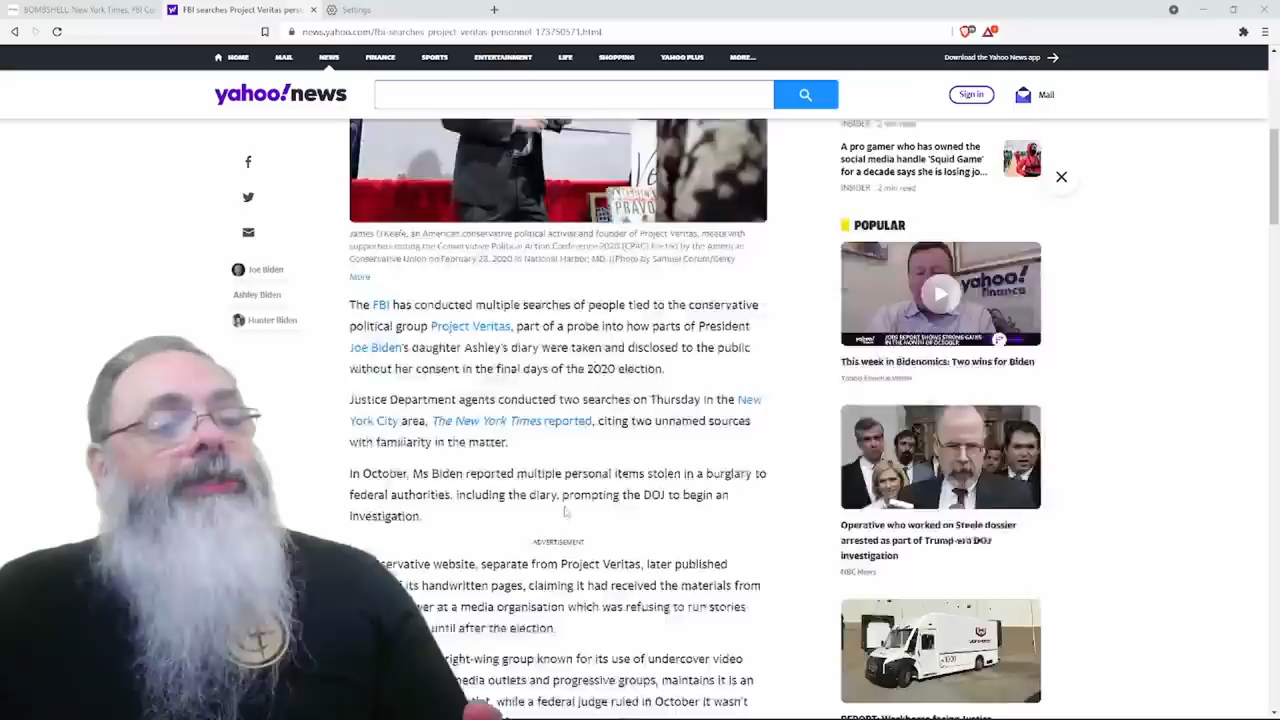 BOMBSHELL: New York Times, FBI Co
FBI searches Project Veritas perso
Settings
news.yahoo.com/fbi-searches-project-veritas-personnel-173750571.html
HOME
MAIL
NEWS
FINANCE
SPORTS
ENTERTAINMENT
LIFE
SHOPPING
YAHOO PLUS
MORE...
Download the Yahoo News app
yahoo!news
Sign in
Mail
PRAVDA
James O'Keefe, an American conservative political activist and founder of Project Veritas, meets with
supporters during the Conservative Political Action Conference 2020 (CPAC) hosted by the American
Conservative Union on February 28, 2020 in National Harbor, MD. (Photo by Samuel Corum/Getty
More
Joe Biden
Ashley Biden
Hunter Biden
The FBI has conducted multiple searches of people tied to the conservative
political group Project Veritas, part of a probe into how parts of President
Joe Biden's daughter Ashley's diary were taken and disclosed to the public
without her consent in the final days of the 2020 election.
Justice Department agents conducted two searches on Thursday in the New
York City area, The New York Times reported, citing two unnamed sources
with familiarity in the matter.
In October, Ms Biden reported multiple personal items stolen in a burglary to
federal authorities, including the diary, prompting the DOJ to begin an
investigation.
ADVERTISEMENT
servative website, separate from Project Veritas, later published
its handwritten pages, claiming it had received the materials from
wer at a media organisation which was refusing to run stories
until after the election.
right-wing group known for its use of undercover video
media outlets and progressive groups, maintains it is an
that, while a federal judge ruled in October it wasn't
INSIDER 2 min read
A pro gamer who has owned the
social media handle 'Squid Game'
for a decade says she is losing jo...
INSIDER 2 min read
POPULAR
yahoo!
finance
JOBS REPORT SHOWS STRONG GAINS
IN THE MONTH OF OCTOBER
This week in Bidenomics: Two wins for Biden
Yahoo Finance
Operative who worked on Steele dossier
arrested as part of Trump-era DOJ
investigation
NBC News
REPORT: Workhorse facing Justice